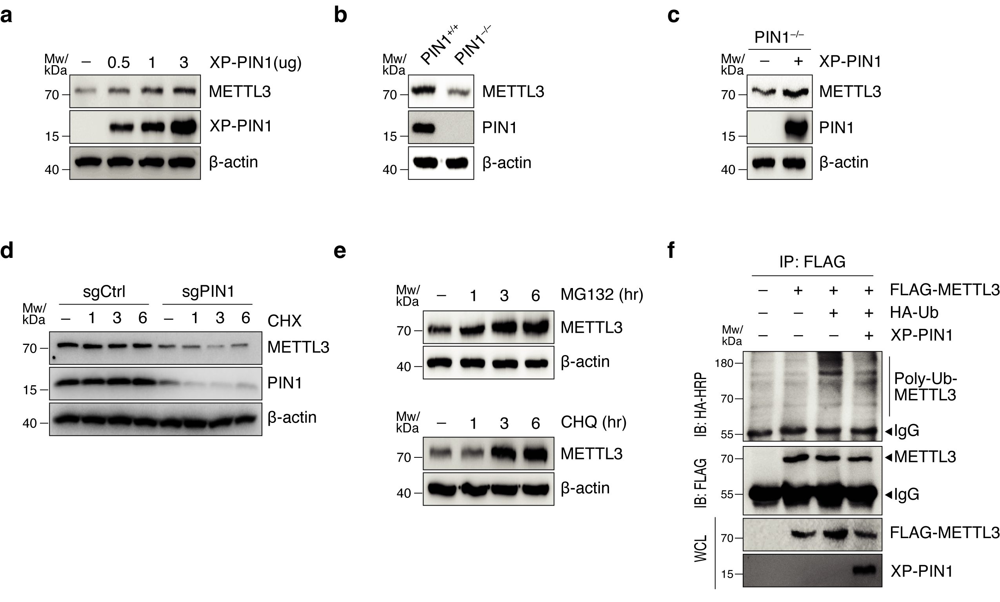 a
Mw/
kDa
– 0.5 1 3 XP-PIN1(ug)
70 METTL3
15 XP-PIN1
40 β-actin
b
PIN1+/+ PIN1–/–
Mw/
kDa
70 METTL3
15 PIN1
40 β-actin
c
PIN1–/–
Mw/
kDa
– + XP-PIN1
70 METTL3
15 PIN1
40 β-actin
d
sgCtrl sgPIN1
Mw/
kDa
– 1 3 6 – 1 3 6 CHX
70 METTL3
15 PIN1
40 β-actin
e
Mw/
kDa
– 1 3 6 MG132 (hr)
70 METTL3
40 β-actin
Mw/
kDa
– 1 3 6 CHQ (hr)
70 METTL3
40 β-actin
f
IP: FLAG
– + + + FLAG-METTL3
– – + + HA-Ub
Mw/
kDa
– – – + XP-PIN1
IB: HA-HRP
180
70
55
Poly-Ub-
METTL3
IgG
IB: FLAG
70 METTL3
55 IgG
WCL
70 FLAG-METTL3
15 XP-PIN1